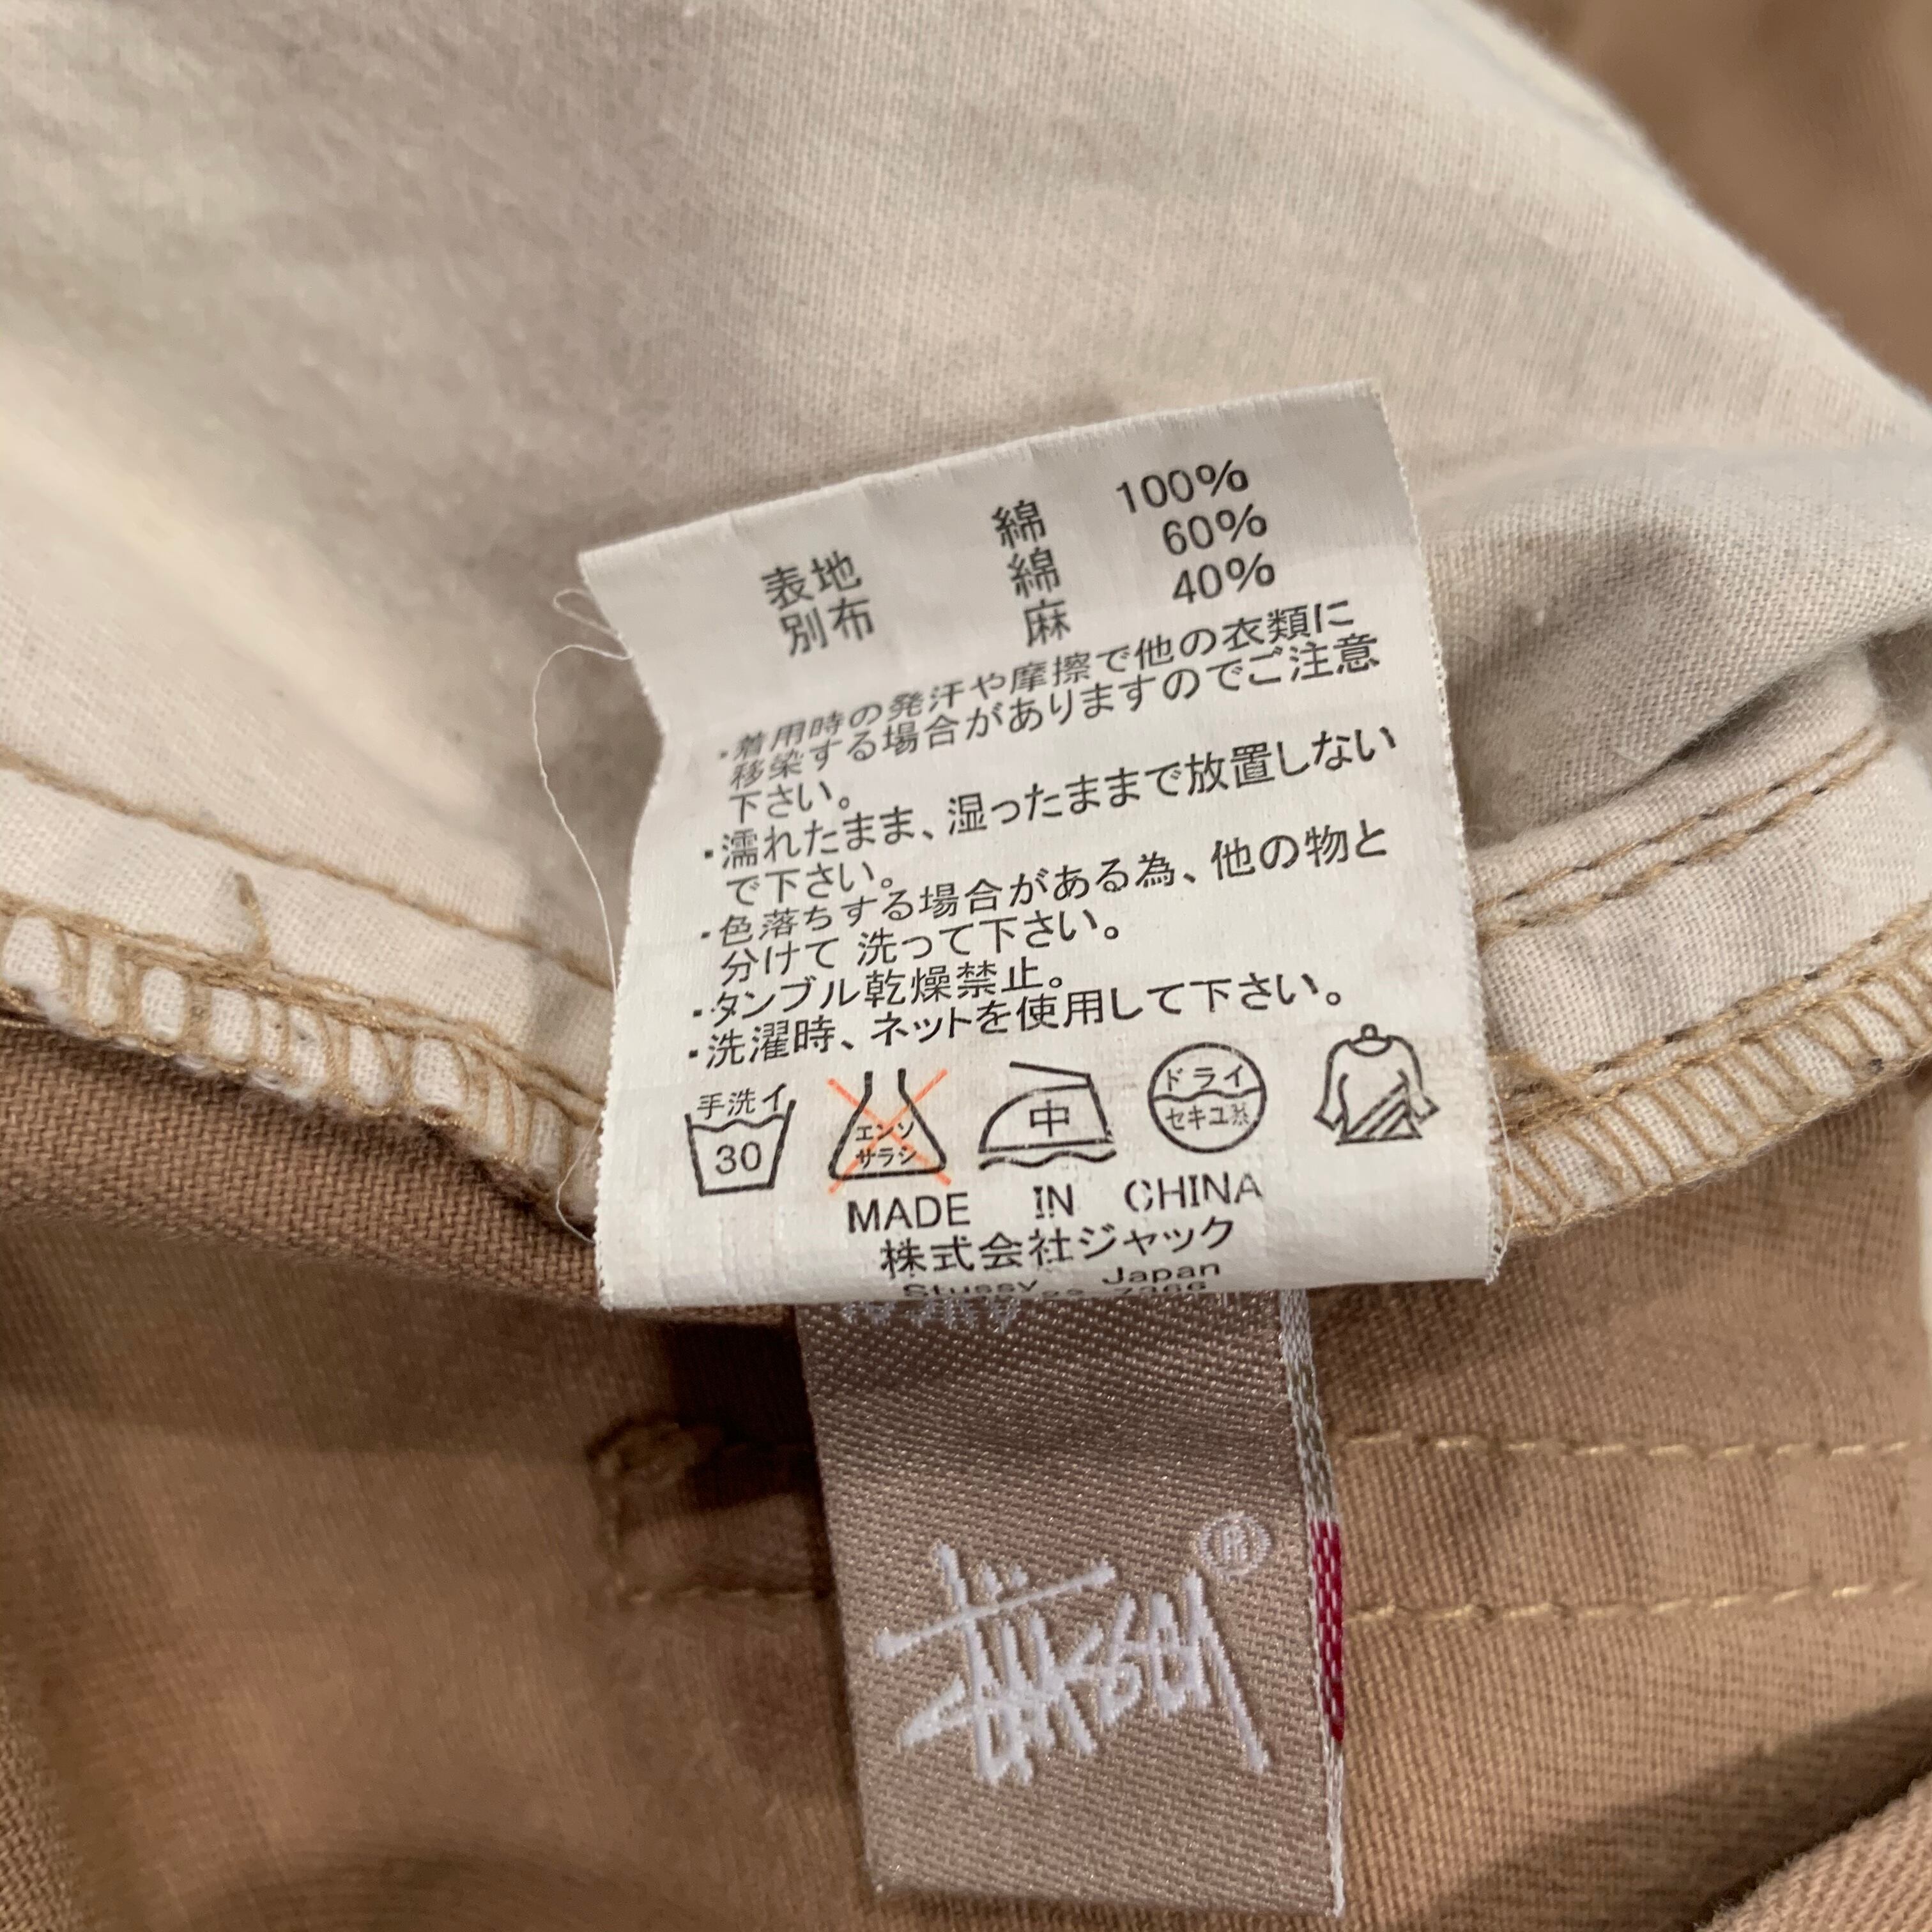 表地 綿 100%
別布 綿 60%
麻 40%
・着用時の発汗や摩擦で他の衣類に
移染する場合がありますのでご注意
下さい。
・濡れたまま、湿ったままで放置しない
で下さい。
・色落ちする場合がある為、他の物と
分けて 洗って下さい。
・タンブル乾燥禁止。
・洗濯時、ネットを使用して下さい。
手洗イ
30
エンソ
サラシ
中
ドライ
セキユ系
MADE IN CHINA
株式会社ジャック
Stussy Japan
Stüssy ®